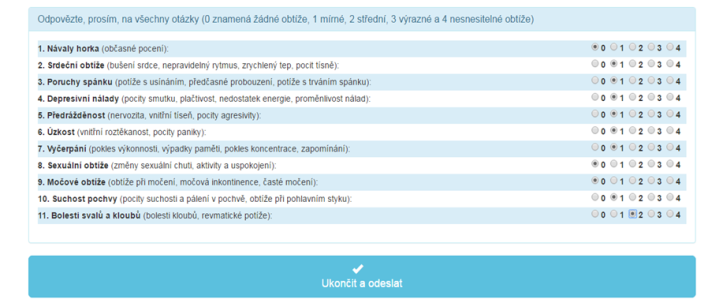 Odpovězte, prosím, na všechny otázky (0 znamená žádné obtíže, 1 mírné, 2 střední, 3 výrazné a 4 nesnesitelné obtíže)
1. Návaly horka (občasné pocení): 0 1 2 3 4
2. Srdeční obtíže (bušení srdce, nepravidelný rytmus, zrychlený tep, pocit tísně): 0 1 2 3 4
3. Poruchy spánku (potíže s usínáním, předčasné probouzení, potíže s trváním spánku): 0 1 2 3 4
4. Depresivní nálady (pocity smutku, plačtivost, nedostatek energie, proměnlivost nálad): 0 1 2 3 4
5. Předrážděnost (nervozita, vnitřní tíseň, pocity agresivity): 0 1 2 3 4
6. Úzkost (vnitřní roztěkanost, pocity paniky): 0 1 2 3 4
7. Vyčerpání (pokles výkonnosti, výpadky paměti, pokles koncentrace, zapomínání): 0 1 2 3 4
8. Sexuální obtíže (změny sexuální chuti, aktivity a uspokojení): 0 1 2 3 4
9. Močové obtíže (obtíže při močení, močová inkontinence, časté močení): 0 1 2 3 4
10. Suchost pochvy (pocity suchosti a pálení v pochvě, obtíže při pohlavním styku): 0 1 2 3 4
11. Bolesti svalů a kloubů (bolesti kloubů, revmatické potíže): 0 1 2 3 4
Ukončit a odeslat